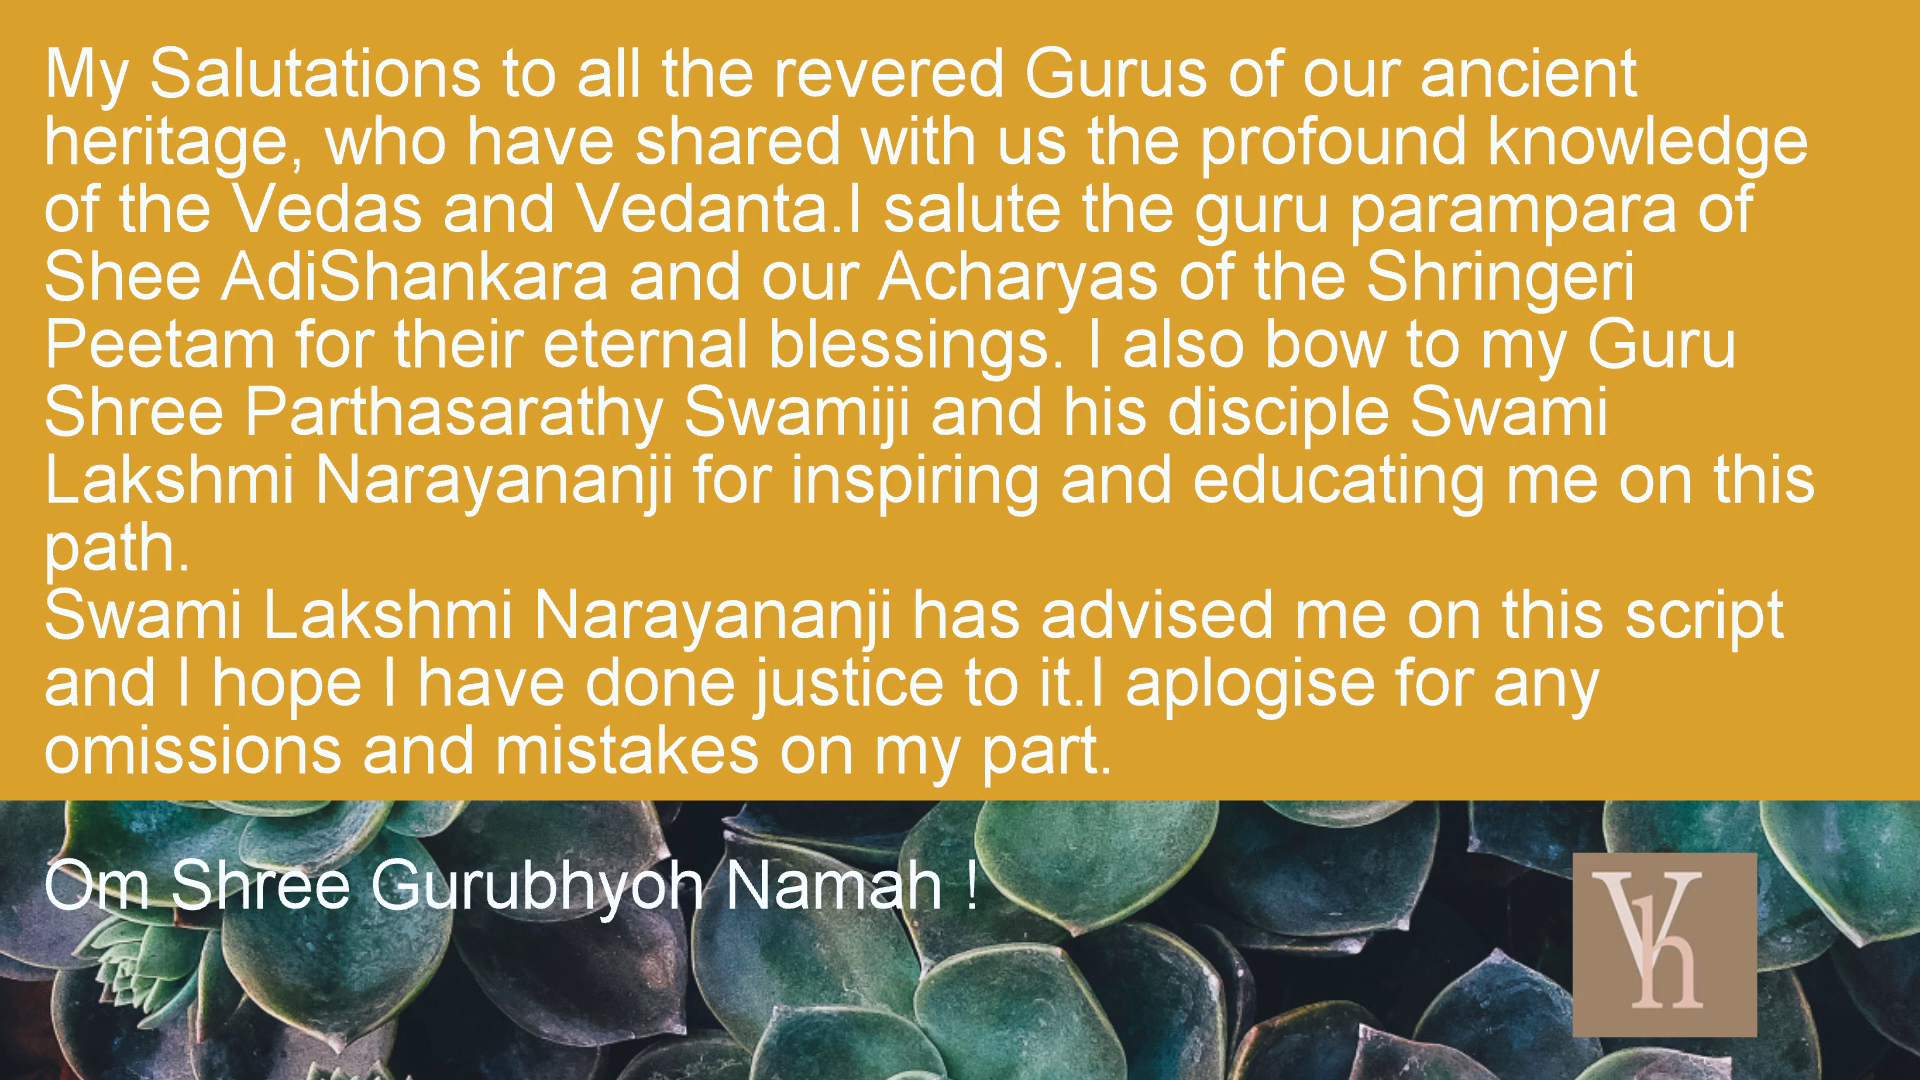 My Salutations to all the revered Gurus of our ancient
heritage, who have shared with us the profound knowledge
of the Vedas and Vedanta.I salute the guru parampara of
Shee AdiShankara and our Acharyas of the Shringeri
Peetam for their eternal blessings. I also bow to my Guru
Shree Parthasarathy Swamiji and his disciple Swami
Lakshmi Narayananji for inspiring and educating me on this
path.
Swami Lakshmi Narayananji has advised me on this script
and I hope I have done justice to it.I aplogise for any
omissions and mistakes on my part.
Om Shree Gurubhyoh Namah !
Vh